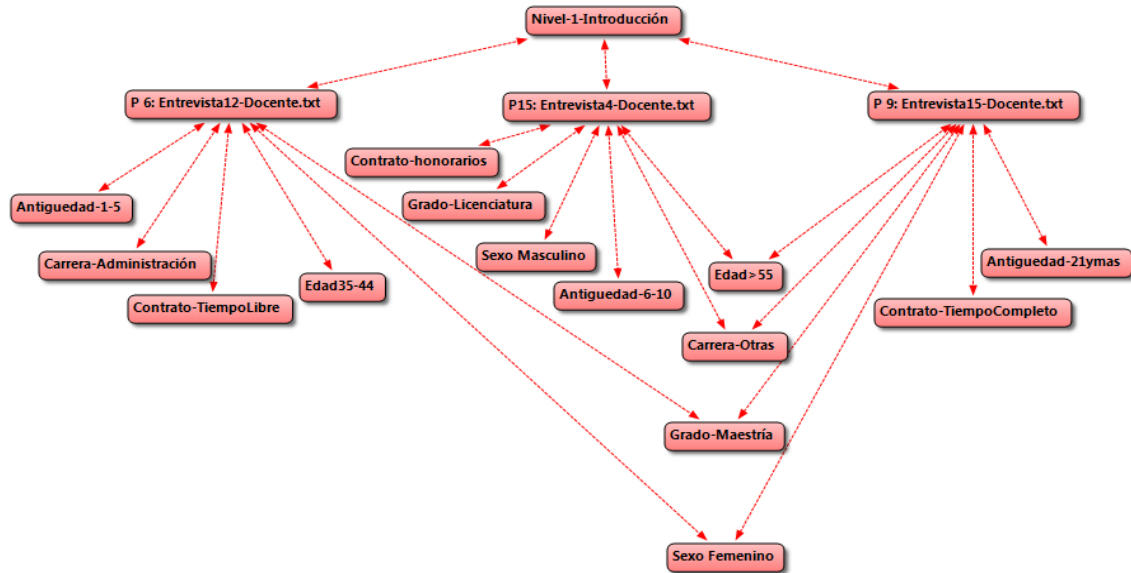 Nivel-1-Introducción
P 6: Entrevista12-Docente.txt
P15: Entrevista4-Docente.txt
P 9: Entrevista15-Docente.txt
Contrato-honorarios
Antiguedad-1-5
Grado-Licenciatura
Carrera-Administración
Sexo Masculino
Antiguedad-21ymas
Edad35-44
Edad>55
Contrato-TiempoLibre
Antiguedad-6-10
Contrato-TiempoCompleto
Carrera-Otras
Grado-Maestría
Sexo Femenino